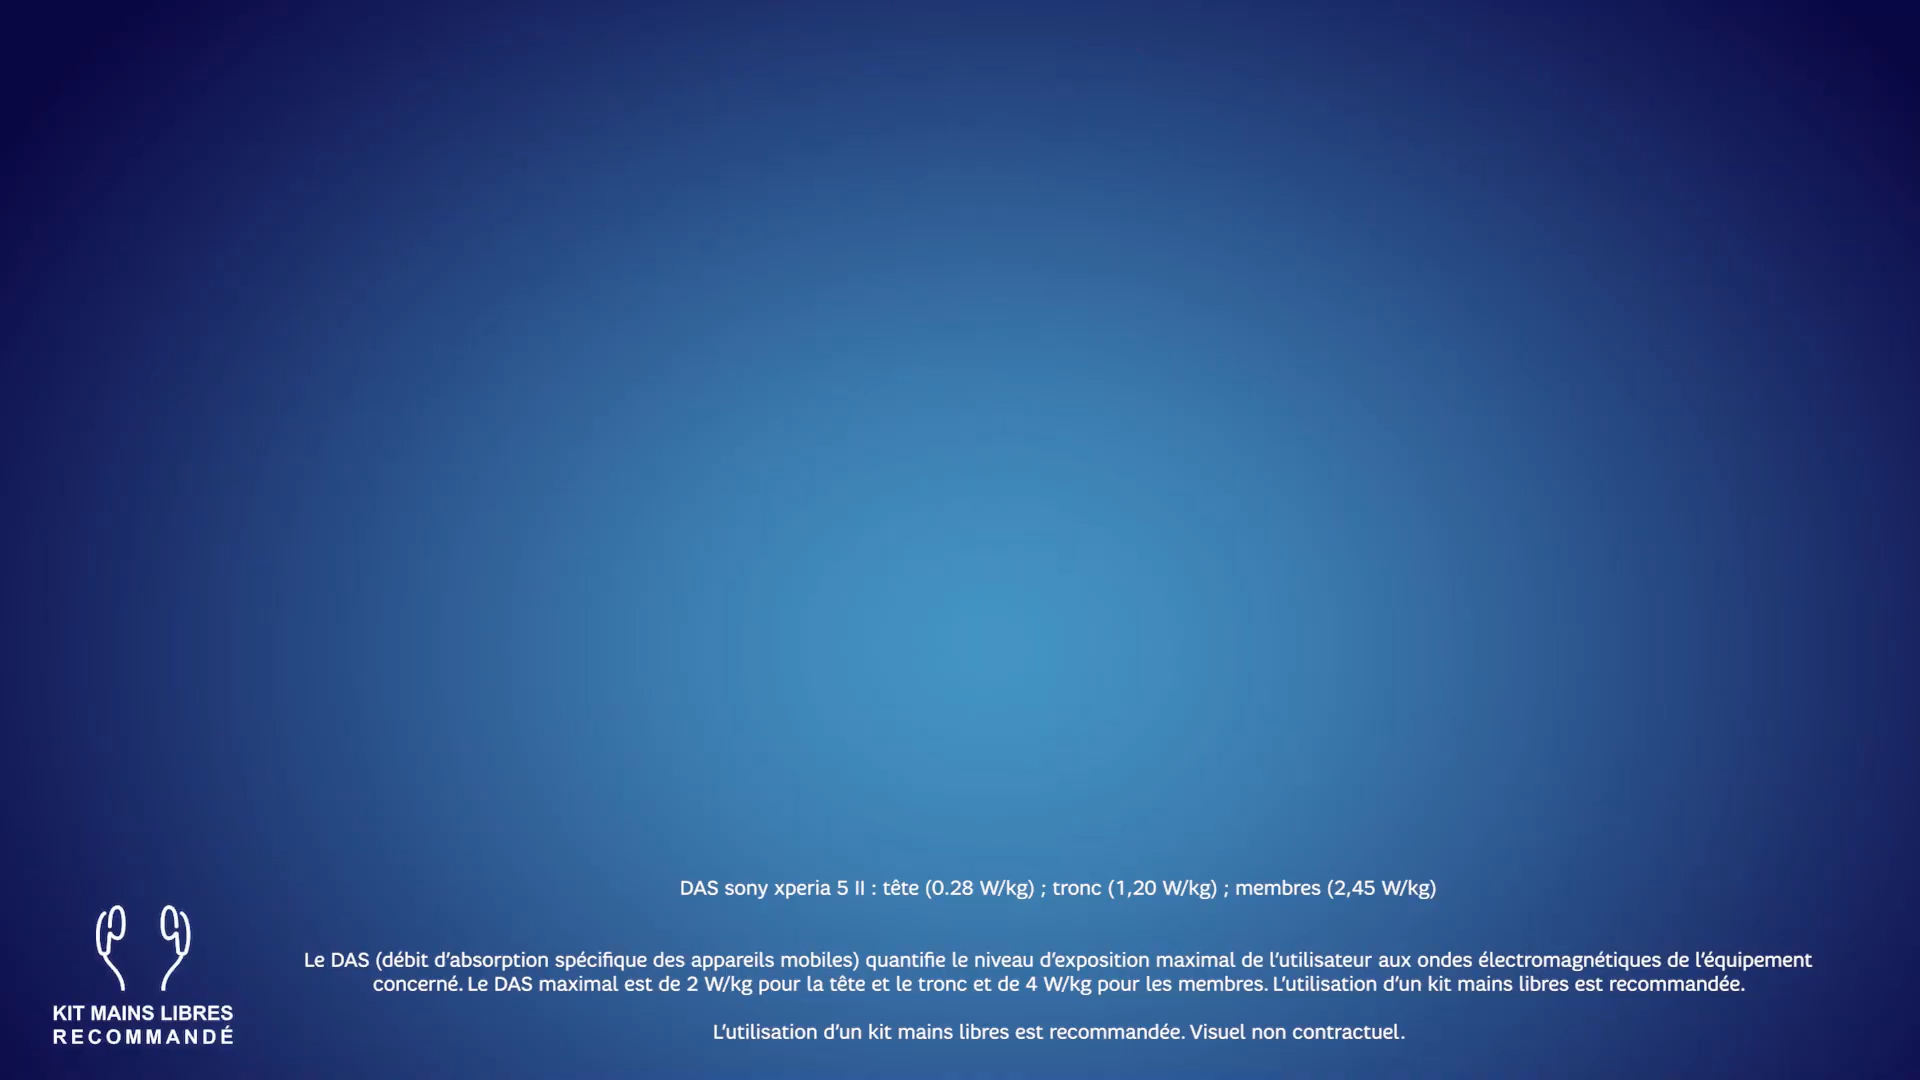 DAS sony xperia 5 II : tête (0.28 W/kg) ; tronc (1,20 W/kg) ; membres (2,45 W/kg)
Le DAS (débit d’absorption spécifique des appareils mobiles) quantifie le niveau d’exposition maximal de l’utilisateur aux ondes électromagnétiques de l’équipement
concerné. Le DAS maximal est de 2 W/kg pour la tête et le tronc et de 4 W/kg pour les membres. L’utilisation d’un kit mains libres est recommandée.
L’utilisation d’un kit mains libres est recommandée. Visuel non contractuel.
KIT MAINS LIBRES
RECOMMANDÉ